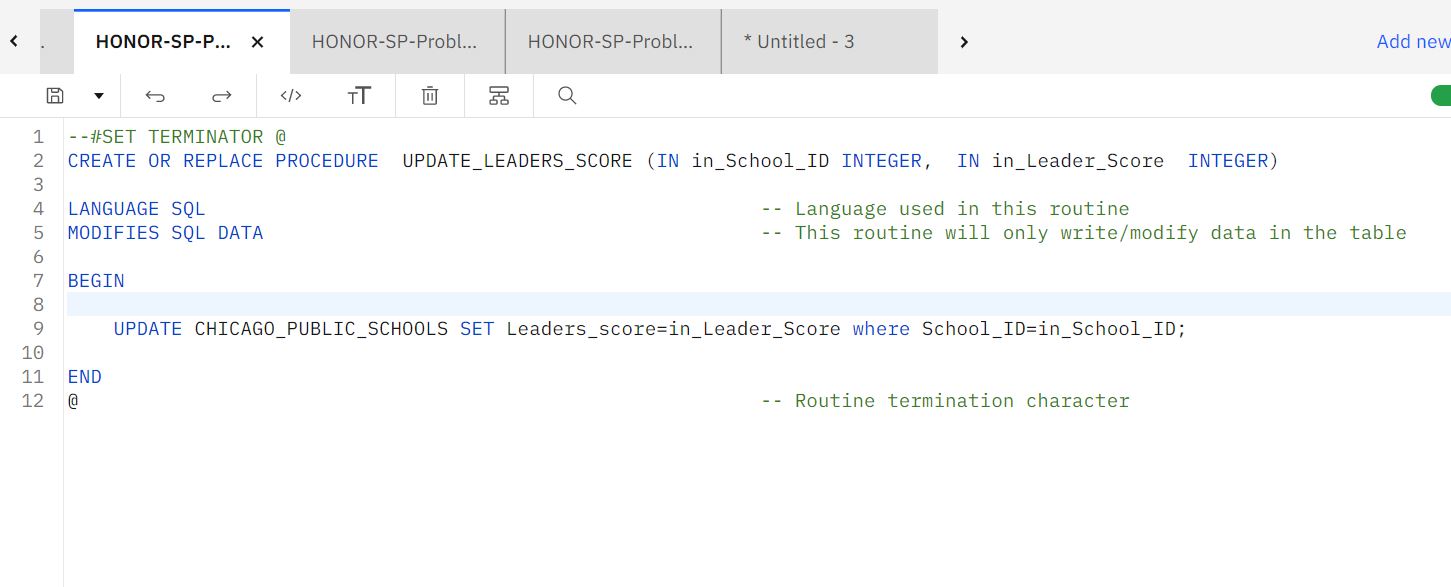 HONOR-SP-P...
HONOR-SP-Probl...
HONOR-SP-Probl...
* Untitled - 3
Add new
1 --#SET TERMINATOR @
2 CREATE OR REPLACE PROCEDURE  UPDATE_LEADERS_SCORE (IN in_School_ID INTEGER,  IN in_Leader_Score  INTEGER)
3
4 LANGUAGE SQL -- Language used in this routine
5 MODIFIES SQL DATA -- This routine will only write/modify data in the table
6
7 BEGIN
8
9 UPDATE CHICAGO_PUBLIC_SCHOOLS SET Leaders_score=in_Leader_Score where School_ID=in_School_ID;
10
11 END
12 @ -- Routine termination character